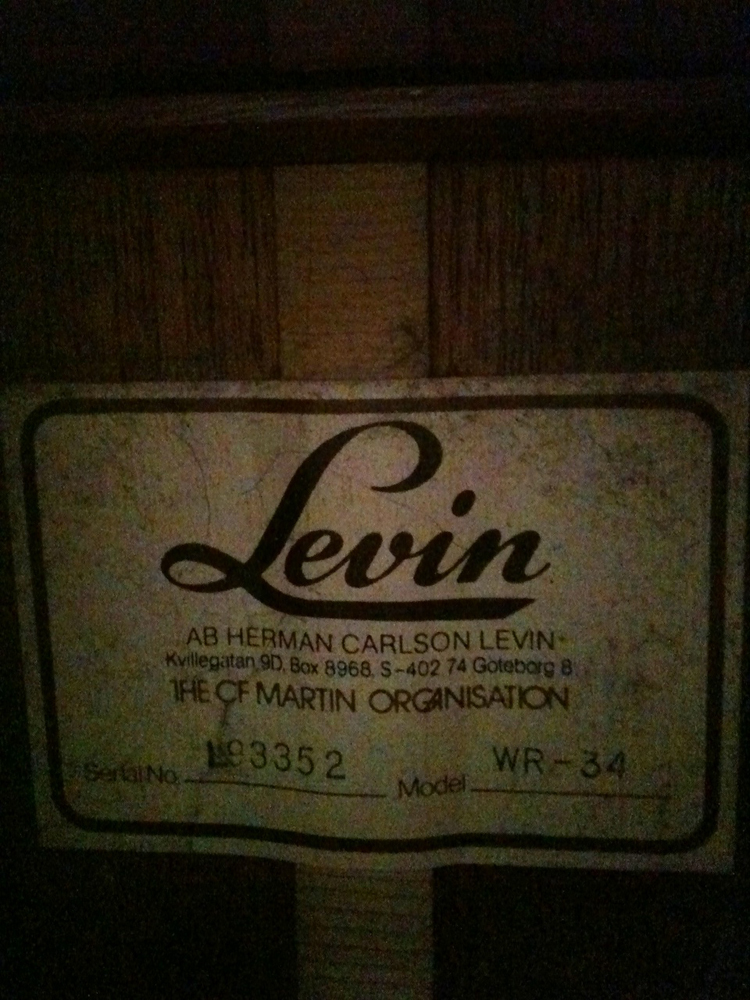 Levin
AB HERMAN CARLSON LEVIN
Kvillegatan 9D, Box 8968, S-402 74 Göteborg 8
THE CF MARTIN ORGANISATION
Serial No. L93352 Model WR-34